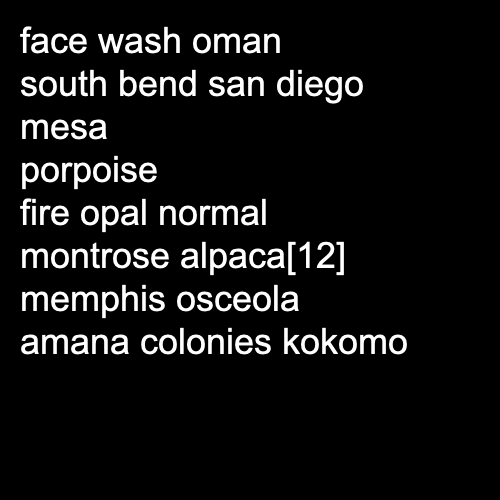 face wash oman
south bend san diego
mesa
porpoise
fire opal normal
montrose alpaca[12]
memphis osceola
amana colonies kokomo